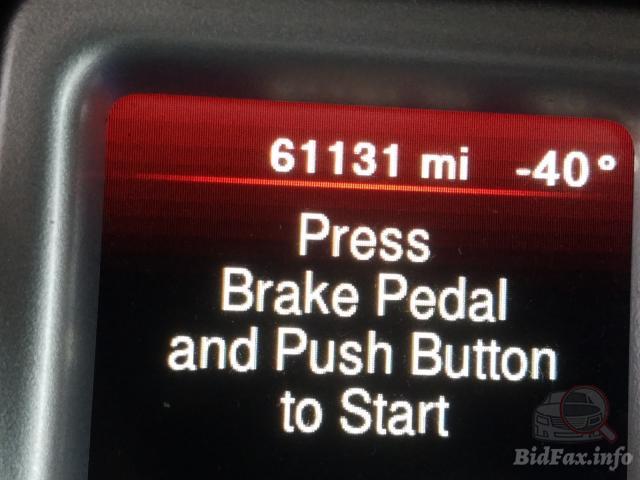 61131 mi -40°
Press
Brake Pedal
and Push Button
to Start
BidFax.info